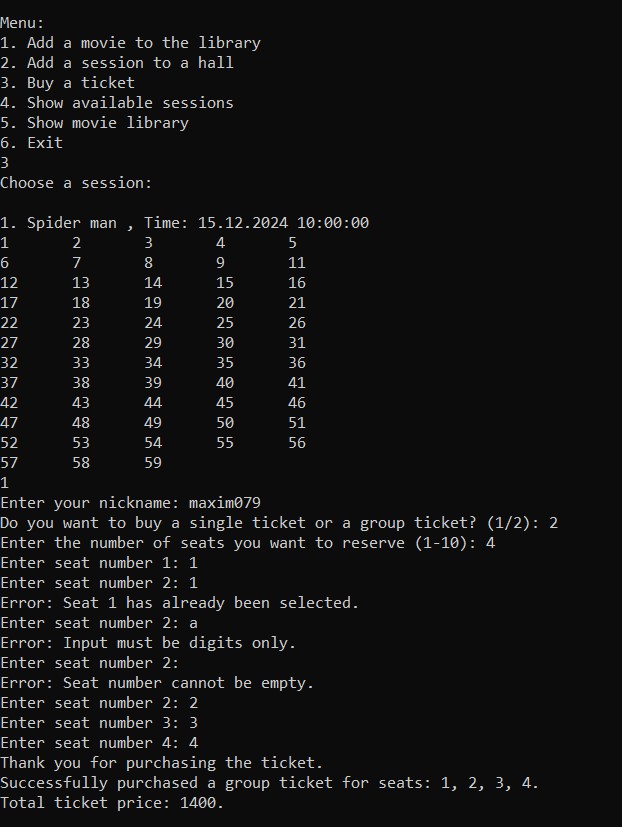 Menu:
1. Add a movie to the library
2. Add a session to a hall
3. Buy a ticket
4. Show available sessions
5. Show movie library
6. Exit
3
Choose a session:

1. Spider man , Time: 15.12.2024 10:00:00
1       2       3       4       5
6       7       8       9       11
12      13      14      15      16
17      18      19      20      21
22      23      24      25      26
27      28      29      30      31
32      33      34      35      36
37      38      39      40      41
42      43      44      45      46
47      48      49      50      51
52      53      54      55      56
57      58      59
1
Enter your nickname: maxim079
Do you want to buy a single ticket or a group ticket? (1/2): 2
Enter the number of seats you want to reserve (1-10): 4
Enter seat number 1: 1
Enter seat number 2: 1
Error: Seat 1 has already been selected.
Enter seat number 2: a
Error: Input must be digits only.
Enter seat number 2:
Error: Seat number cannot be empty.
Enter seat number 2: 2
Enter seat number 3: 3
Enter seat number 4: 4
Thank you for purchasing the ticket.
Successfully purchased a group ticket for seats: 1, 2, 3, 4.
Total ticket price: 1400.